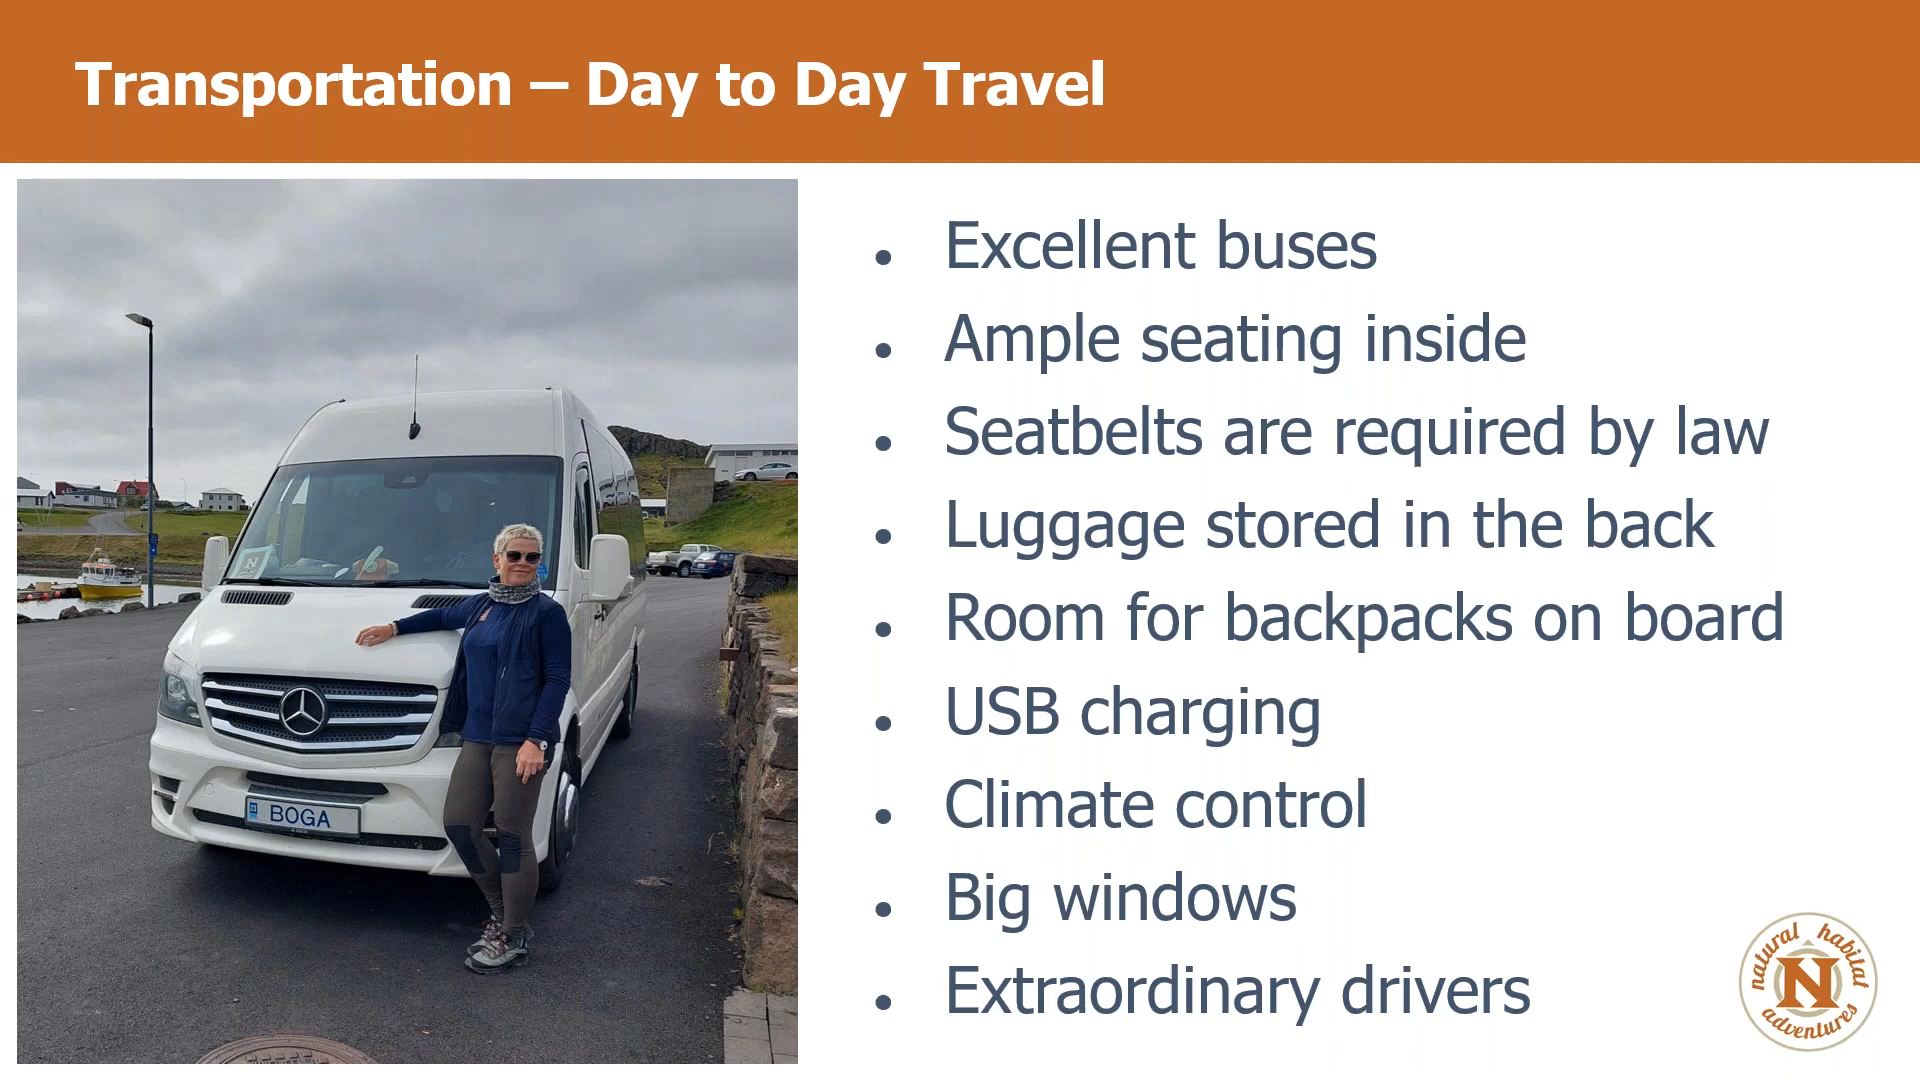 Transportation – Day to Day Travel
Excellent buses
Ample seating inside
Seatbelts are required by law
Luggage stored in the back
Room for backpacks on board
USB charging
Climate control
Big windows
Extraordinary drivers
BOGA
natural habitat
N
adventures